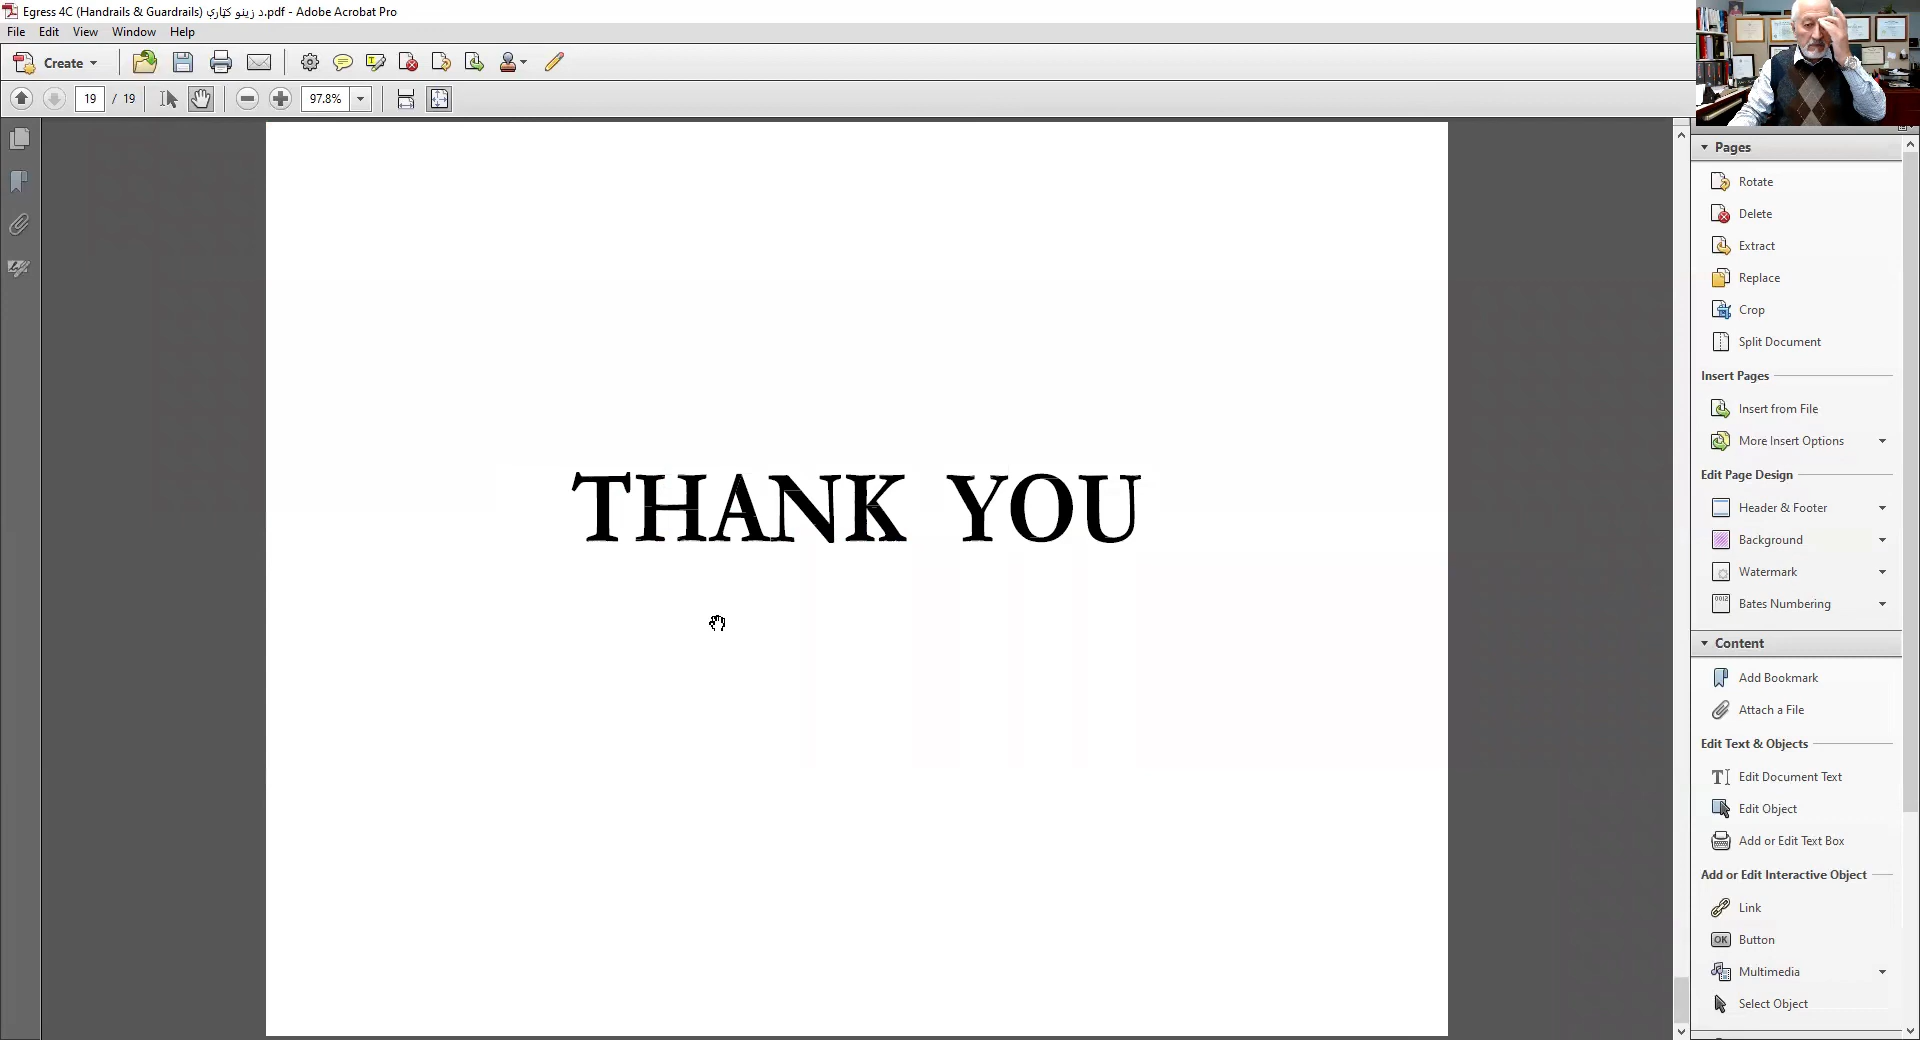 Egress 4C (Handrails & Guardrails) د زینو کټارې.pdf - Adobe Acrobat Pro
File Edit View Window Help
Create
19 / 19 97.8%
THANK YOU
Pages
Rotate
Delete
Extract
Replace
Crop
Split Document
Insert Pages
Insert from File
More Insert Options
Edit Page Design
Header & Footer
Background
Watermark
Bates Numbering
Content
Add Bookmark
Attach a File
Edit Text & Objects
Edit Document Text
Edit Object
Add or Edit Text Box
Add or Edit Interactive Object
Link
OK Button
Multimedia
Select Object